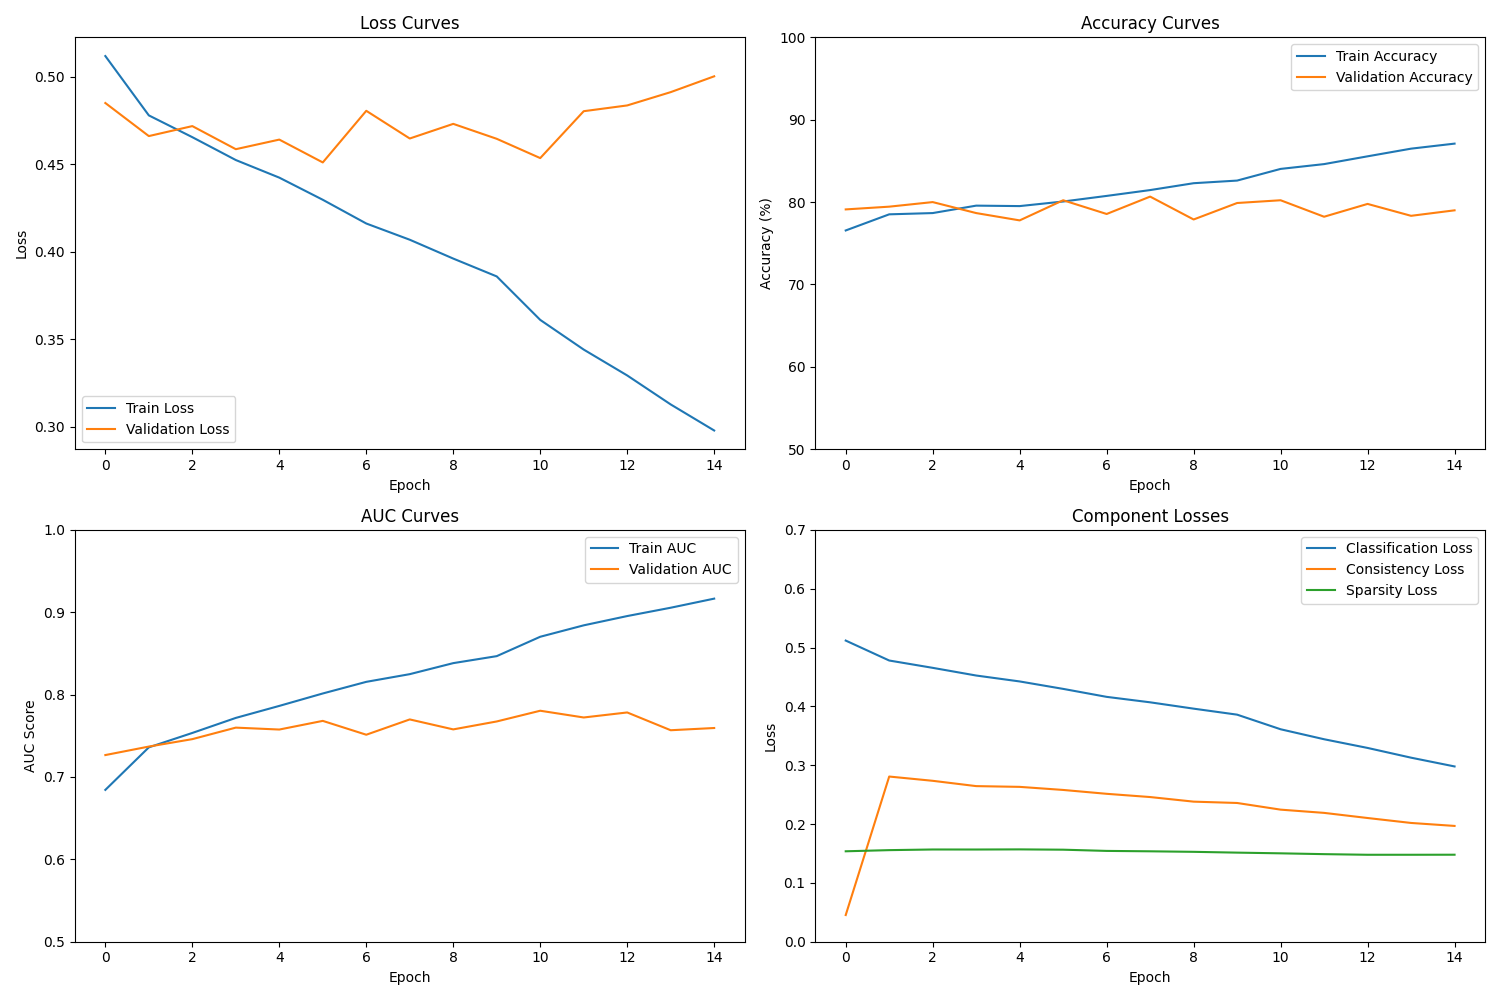 Loss Curves
0.50
0.45
0.40
0.35
0.30
Loss
Train Loss
Validation Loss
0 2 4 6 8 10 12 14
Epoch
Accuracy Curves
100
90
80
70
60
50
Accuracy (%)
Train Accuracy
Validation Accuracy
0 2 4 6 8 10 12 14
Epoch
AUC Curves
1.0
0.9
0.8
0.7
0.6
0.5
AUC Score
Train AUC
Validation AUC
0 2 4 6 8 10 12 14
Epoch
Component Losses
0.7
0.6
0.5
0.4
0.3
0.2
0.1
0.0
Loss
Classification Loss
Consistency Loss
Sparsity Loss
0 2 4 6 8 10 12 14
Epoch